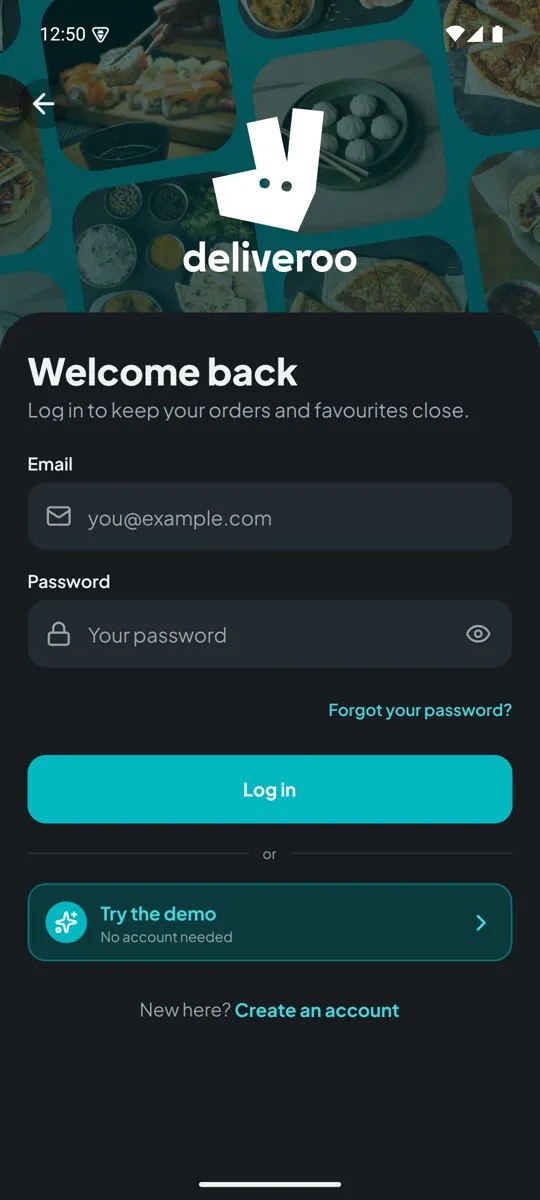 12:50
deliveroo
Welcome back
Log in to keep your orders and favourites close.
Email
you@example.com
Password
Your password
Forgot your password?
Log in
or
Try the demo
No account needed
New here? Create an account